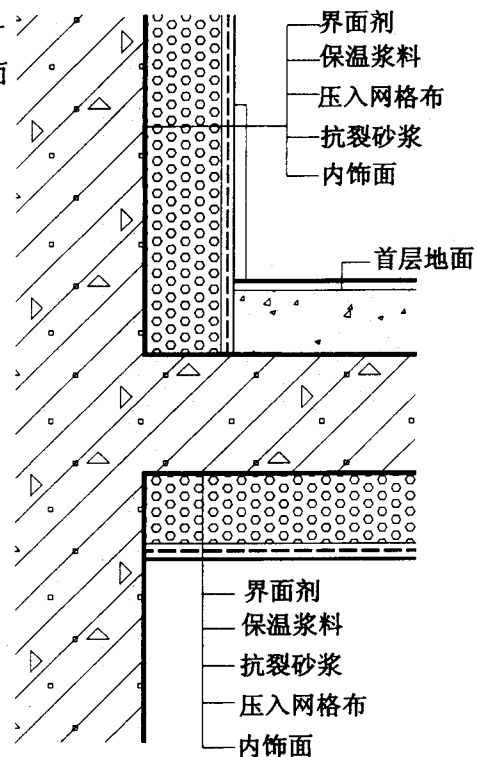 面
界面剂
保温浆料
压入网格布
抗裂砂浆
内饰面
首层地面
界面剂
保温浆料
抗裂砂浆
压入网格布
内饰面